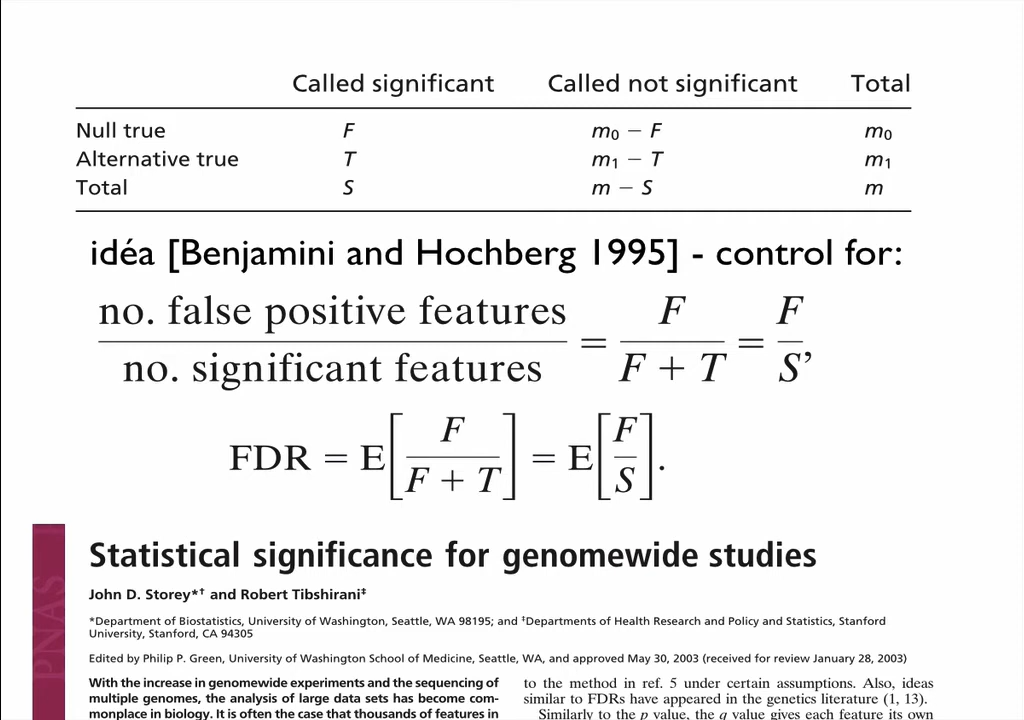 Called significant Called not significant Total
Null true F m₀ − F m₀
Alternative true T m₁ − T m₁
Total S m − S m
idéa [Benjamini and Hochberg 1995] - control for:
no. false positive features / no. significant features = F / F + T = F / S,
FDR = E[F / F + T] = E[F / S].
PNAS
Statistical significance for genomewide studies
John D. Storey*† and Robert Tibshirani‡
*Department of Biostatistics, University of Washington, Seattle, WA 98195; and ‡Departments of Health Research and Policy and Statistics, Stanford
University, Stanford, CA 94305
Edited by Philip P. Green, University of Washington School of Medicine, Seattle, WA, and approved May 30, 2003 (received for review January 28, 2003)
With the increase in genomewide experiments and the sequencing of
multiple genomes, the analysis of large data sets has become com-
monplace in biology. It is often the case that thousands of features in
to the method in ref. 5 under certain assumptions. Also, ideas
similar to FDRs have appeared in the genetics literature (1, 13).
Similarly to the p value, the q value gives each feature its own